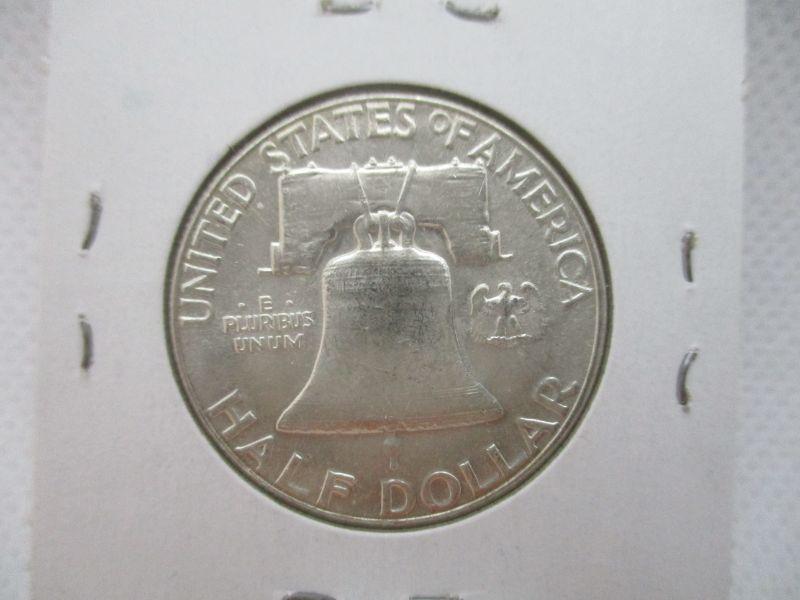 UNITED STATES OF AMERICA
· E ·
PLURIBUS
UNUM
HALF DOLLAR